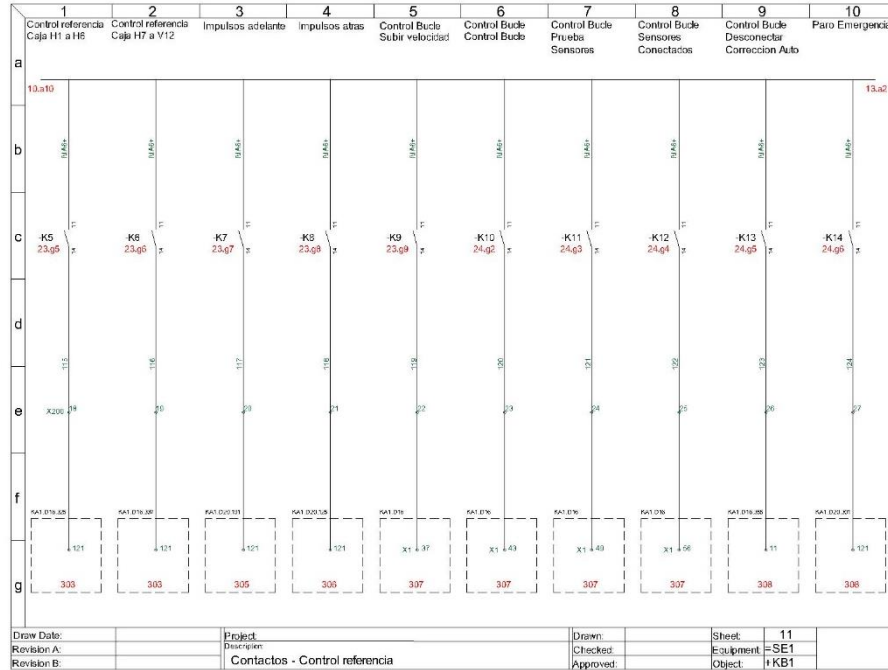 1 2 3 4 5 6 7 8 9 10
Control referencia
Caja H1 a H6
Control referencia
Caja H7 a V12
Impulsos adelante
Impulsos atras
Control Bucle
Subir velocidad
Control Bucle
Control Bucle
Control Bucle
Prueba
Sensores
Control Bucle
Sensores
Conectados
Control Bucle
Desconectar
Correccion Auto
Paro Emergencia
a
10.a10
13.a2
b
c
-K5 -K6 -K7 -K8 -K9 -K10 -K11 -K12 -K13 -K14
23.g5 23.g6 23.g7 23.g8 23.g9 24.g2 24.g3 24.g4 24.g5 24.g6
d
115 116 117 118 119 120 121 122 123 124
e
X200 19 20 21 22 23 24 25 26 27
f
KA1.D16 KA1.D16 KA1.D16
121 121 121 121 X1 37 X1 43 X1 49 11 121
g
303 303 305 306 307 307 307 307 308 308
Draw Date:
Revision A:
Revision B:
Project:
Description:
Contactos - Control referencia
Drawn:
Checked:
Approved:
Sheet: 11
Equipment: =SE1
Object: +KB1